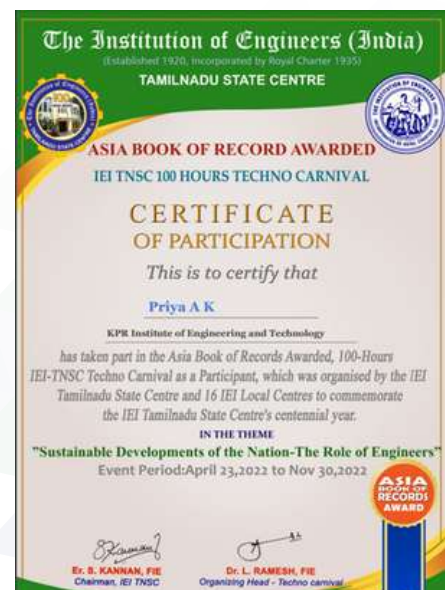 The Institution of Engineers (India)
(Established 1920, Incorporated by Royal Charter 1935)
TAMILNADU STATE CENTRE
ASIA BOOK OF RECORD AWARDED
IEI TNSC 100 HOURS TECHNO CARNIVAL
CERTIFICATE
OF PARTICIPATION
This is to certify that
Priya A K
KPR Institute of Engineering and Technology
has taken part in the Asia Book of Records Awarded, 100-Hours
IEI-TNSC Techno Carnival as a Participant, which was organised by the IEI
Tamilnadu State Centre and 16 IEI Local Centres to commemorate
the IEI Tamilnadu State Centre's centennial year.
IN THE THEME
"Sustainable Developments of the Nation-The Role of Engineers"
Event Period:April 23,2022 to Nov 30,2022
ASIA
BOOK OF
RECORDS
AWARD
Er. S. KANNAN, FIE
Chairman, IEI TNSC
Dr. L. RAMESH, FIE
Organizing Head - Techno carnival